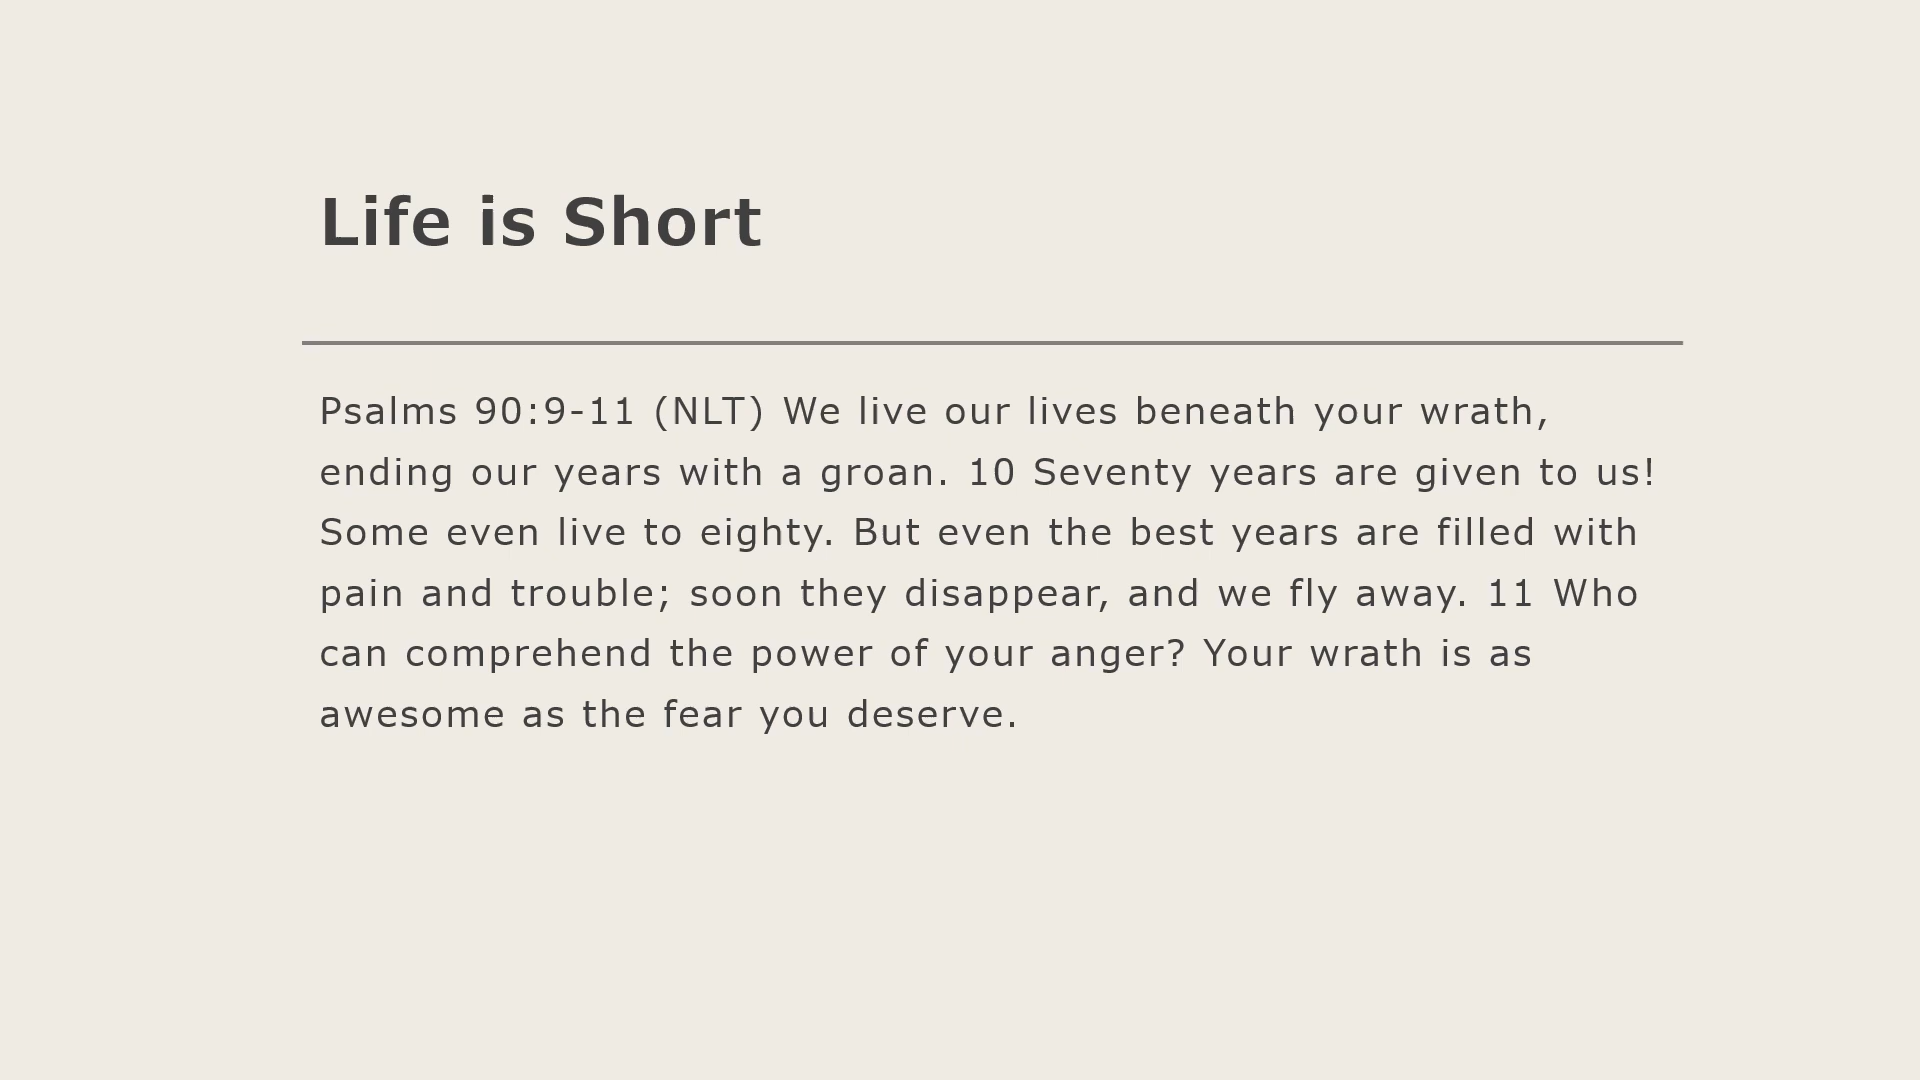 Life is Short
Psalms 90:9-11 (NLT) We live our lives beneath your wrath,
ending our years with a groan. 10 Seventy years are given to us!
Some even live to eighty. But even the best years are filled with
pain and trouble; soon they disappear, and we fly away. 11 Who
can comprehend the power of your anger? Your wrath is as
awesome as the fear you deserve.